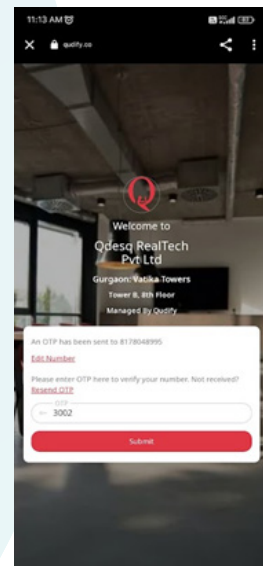 11:13 AM
qudify.co
Q
Welcome to
Qdesq RealTech
Pvt Ltd
Gurgaon: Vatika Towers
Tower B, 8th Floor
Managed By Qudify
An OTP has been sent to 8178048995
Edit Number
Please enter OTP here to verify your number. Not received?
Resend OTP
OTP
3002
Submit